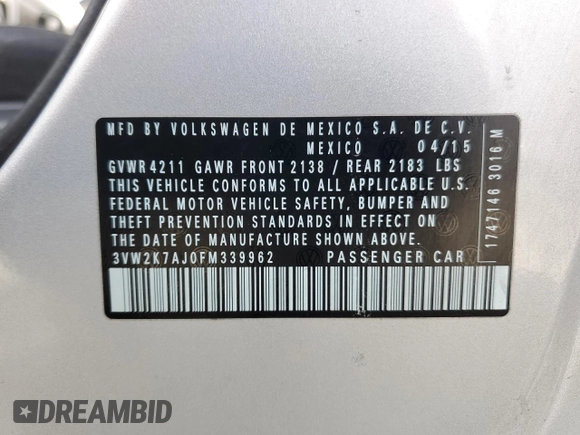 MFD BY VOLKSWAGEN DE MEXICO S.A. DE C.V.
MEXICO 04/15
GVWR 4211 GAWR FRONT 2138 / REAR 2183 LBS
THIS VEHICLE CONFORMS TO ALL APPLICABLE U.S.
FEDERAL MOTOR VEHICLE SAFETY, BUMPER AND
THEFT PREVENTION STANDARDS IN EFFECT ON
THE DATE OF MANUFACTURE SHOWN ABOVE.
3VW2K7AJ0FM339962 PASSENGER CAR
1747146 3016 M
DREAMBID